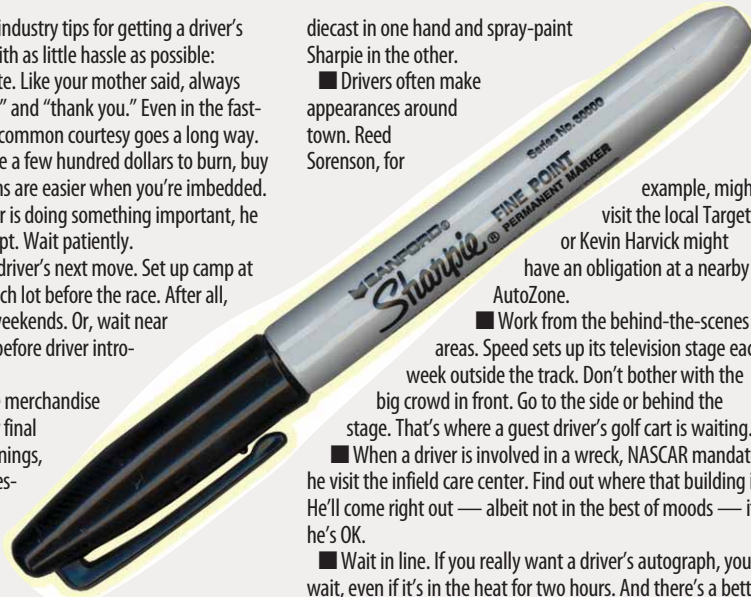 industry tips for getting a driver's
ith as little hassle as possible:
te. Like your mother said, always
" and "thank you." Even in the fast-
common courtesy goes a long way.
e a few hundred dollars to burn, buy
ns are easier when you're imbedded.
r is doing something important, he
pt. Wait patiently.
driver's next move. Set up camp at
ch lot before the race. After all,
weekends. Or, wait near
before driver intro-
merchandise
final
nings,
es-
diecast in one hand and spray-paint
Sharpie in the other.
■ Drivers often make
appearances around
town. Reed
Sorenson, for
example, migh
visit the local Target
or Kevin Harvick might
have an obligation at a nearby
AutoZone.
■ Work from the behind-the-scenes
areas. Speed sets up its television stage eac
week outside the track. Don't bother with the
big crowd in front. Go to the side or behind the
stage. That's where a guest driver's golf cart is waiting.
■ When a driver is involved in a wreck, NASCAR mandat
he visit the infield care center. Find out where that building i
He'll come right out — albeit not in the best of moods — i
he's OK.
■ Wait in line. If you really want a driver's autograph, you
wait, even if it's in the heat for two hours. And there's a bett
SANFORD®
Sharpie®
FINE POINT
PERMANENT MARKER
Series No. 30000